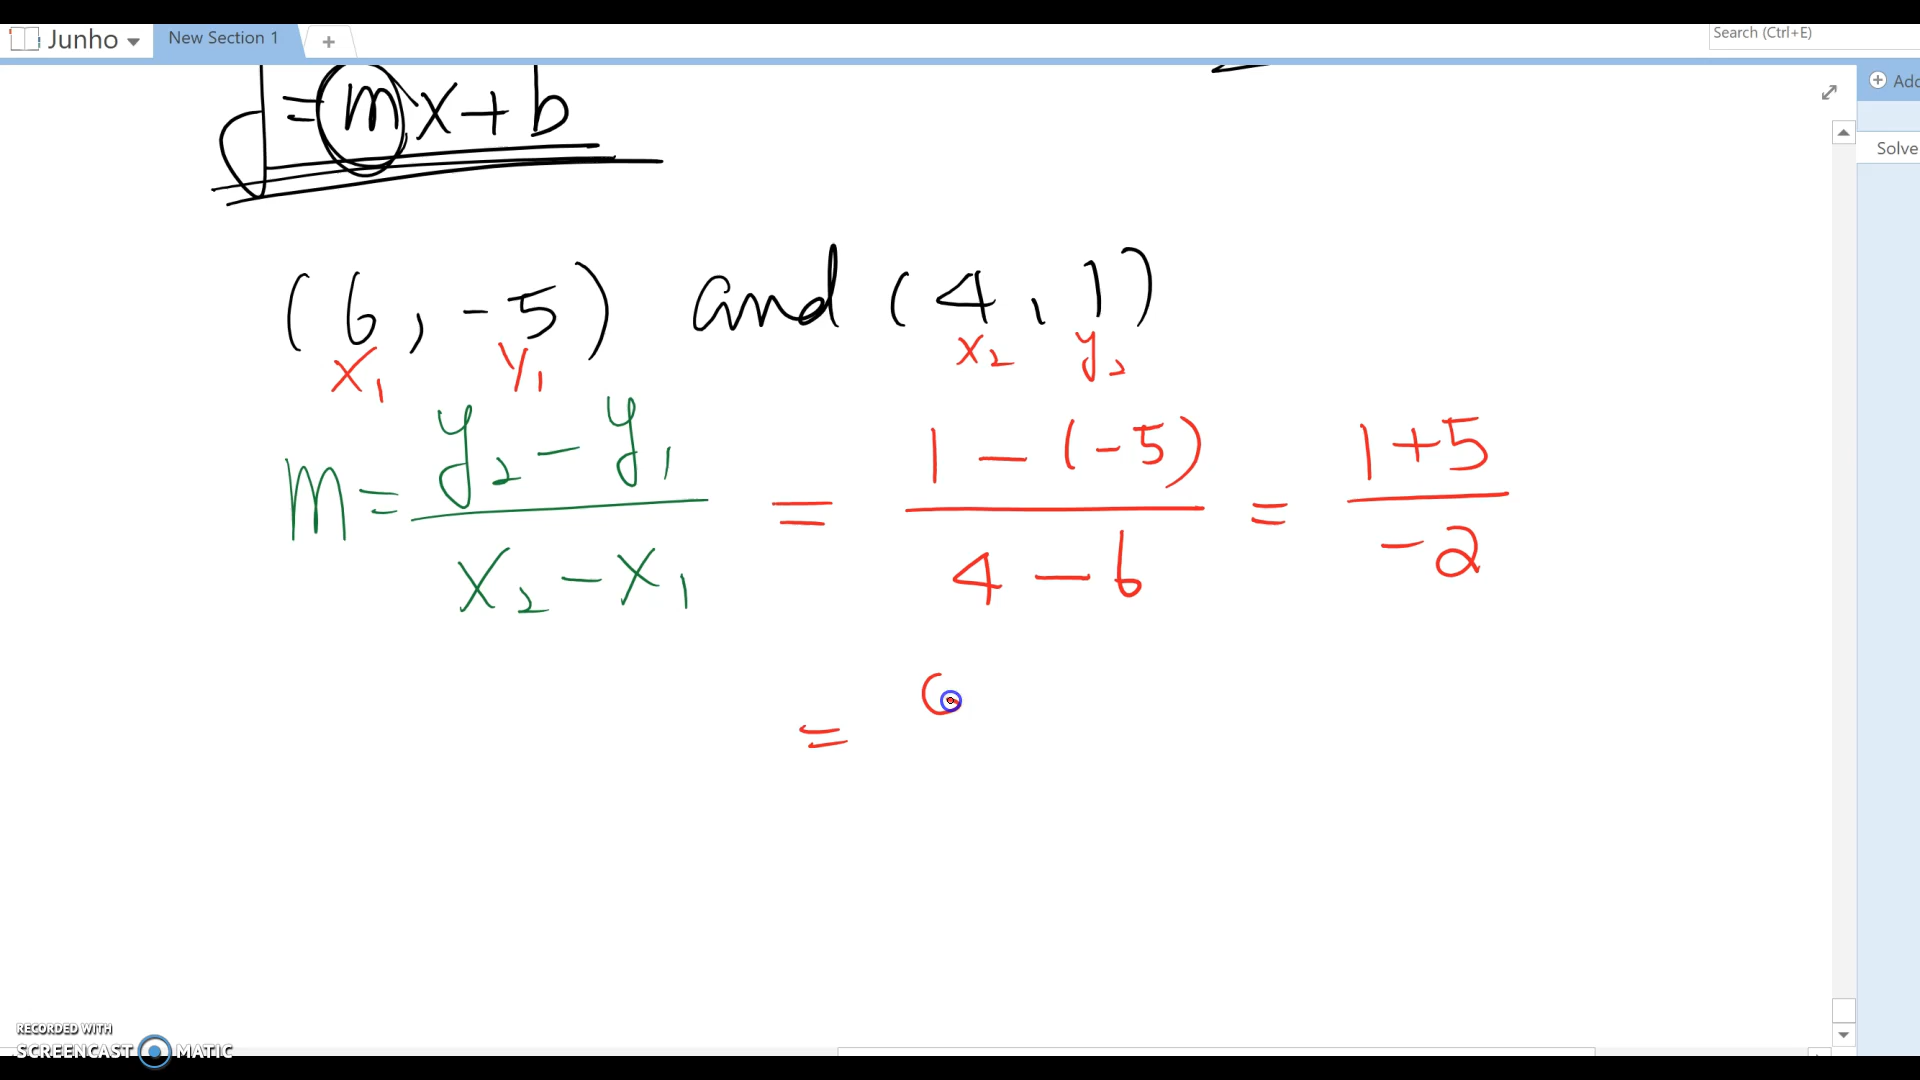 Junho New Section 1 +
Search (Ctrl+E)
y = mx + b
Solve
(6, -5) and (4, 1)
x₁ y₁ x₂ y₂
m = (y₂ - y₁)/(x₂ - x₁) = (1 - (-5))/(4 - 6) = (1 + 5)/(-2)
= 6
RECORDED WITH
SCREENCAST MATIC